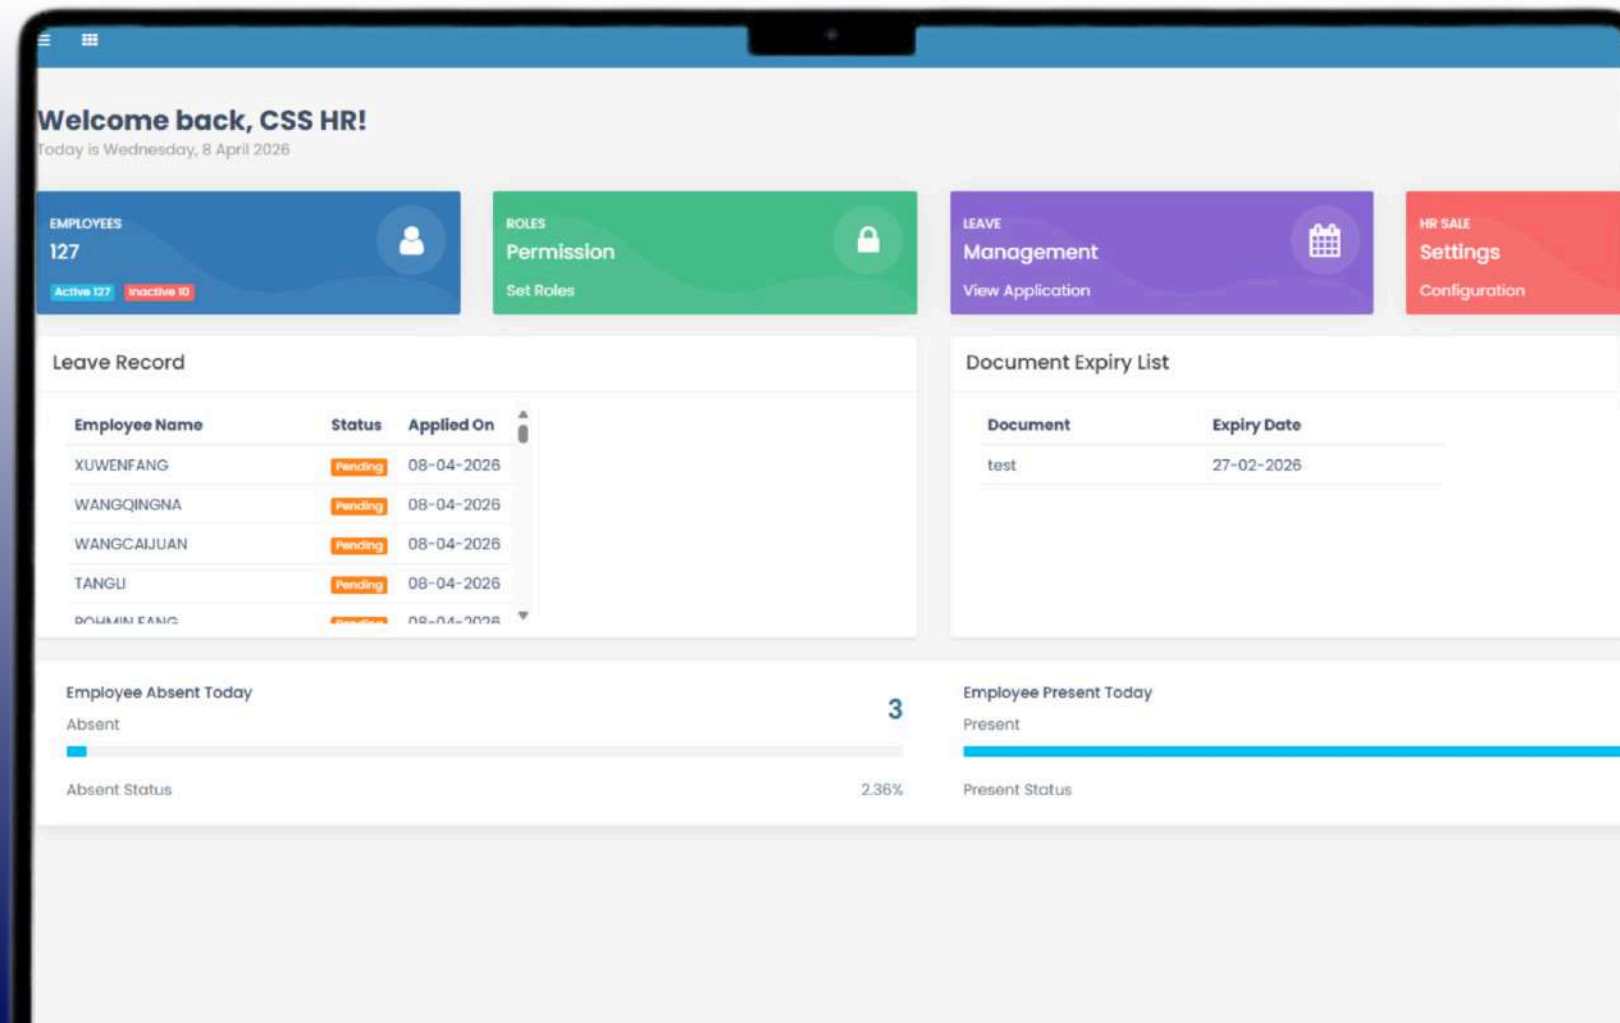 Welcome back, CSS HR!
Today is Wednesday, 8 April 2026
EMPLOYEES
127
Active 127 Inactive 10
ROLES
Permission
Set Roles
LEAVE
Management
View Application
HR SALE
Settings
Configuration
Leave Record
Employee Name Status Applied On
XUWENFANG Pending 08-04-2026
WANGQINGNA Pending 08-04-2026
WANGCAIJUAN Pending 08-04-2026
TANGLI Pending 08-04-2026
Pending 08-04-2026
Document Expiry List
Document Expiry Date
test 27-02-2026
Employee Absent Today
Absent
3
Absent Status 2.36%
Employee Present Today
Present
Present Status